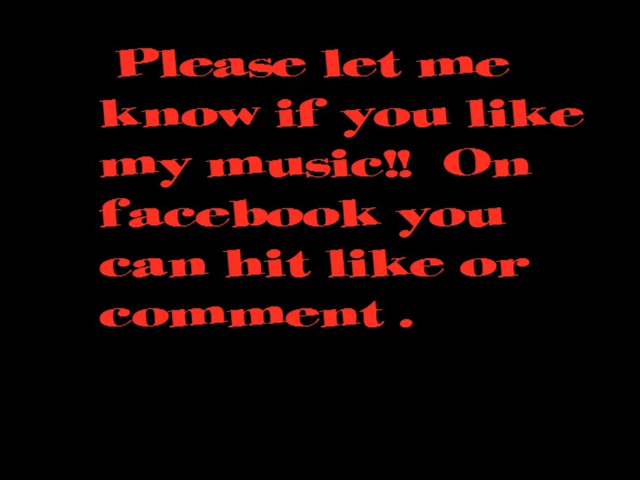 Please let me
know if you like
my music!!  On
facebook you
can hit like or
comment .